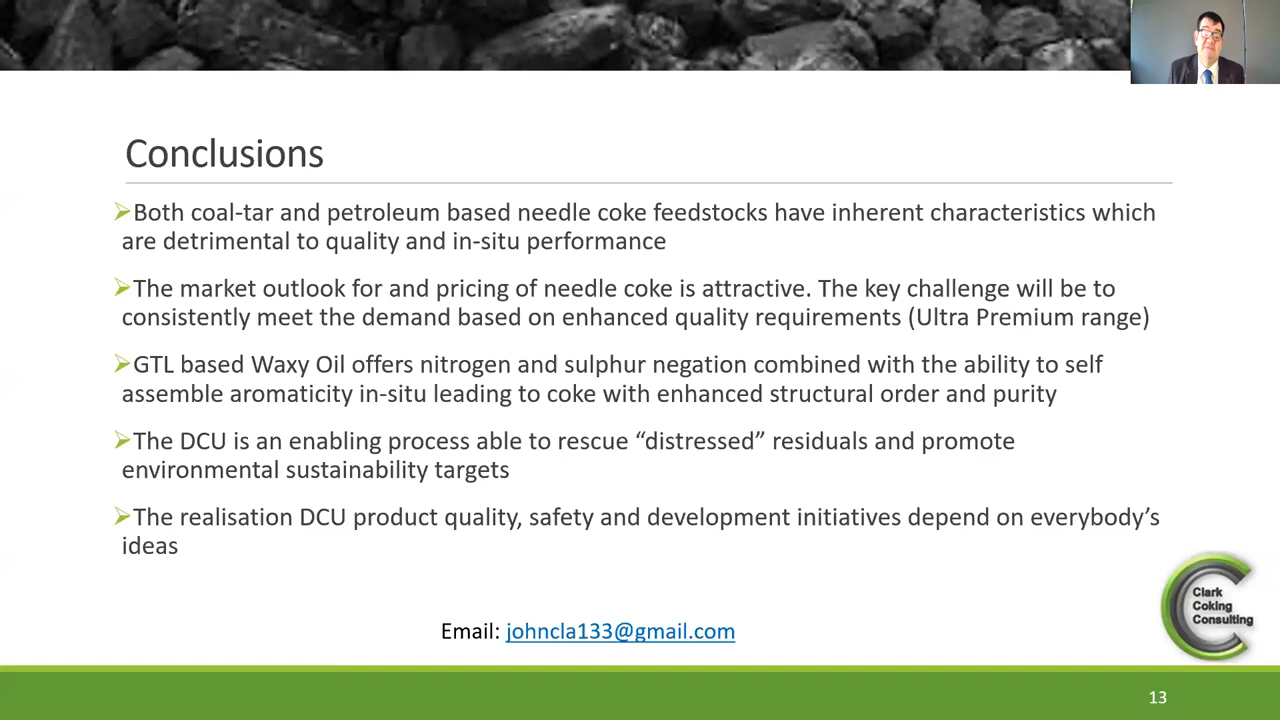 Conclusions
Both coal-tar and petroleum based needle coke feedstocks have inherent characteristics which
are detrimental to quality and in-situ performance
The market outlook for and pricing of needle coke is attractive. The key challenge will be to
consistently meet the demand based on enhanced quality requirements (Ultra Premium range)
GTL based Waxy Oil offers nitrogen and sulphur negation combined with the ability to self
assemble aromaticity in-situ leading to coke with enhanced structural order and purity
The DCU is an enabling process able to rescue “distressed” residuals and promote
environmental sustainability targets
The realisation DCU product quality, safety and development initiatives depend on everybody’s
ideas
Clark
Coking
Consulting
Email: johncla133@gmail.com
13